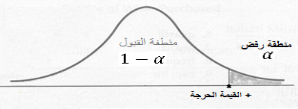 منطقة القبول
1 − α
منطقة رفض
α
+ القيمة الحرجة